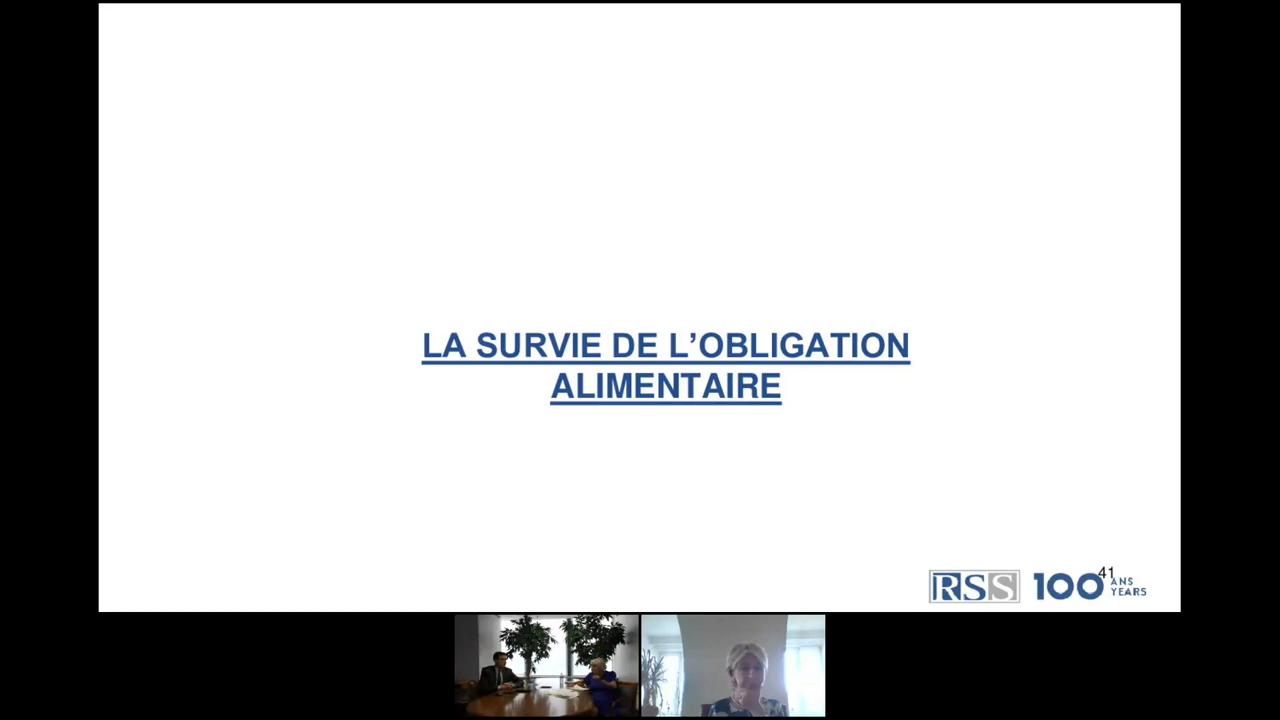 LA SURVIE DE L’OBLIGATION
ALIMENTAIRE
RSS 100 ANS
YEARS
41